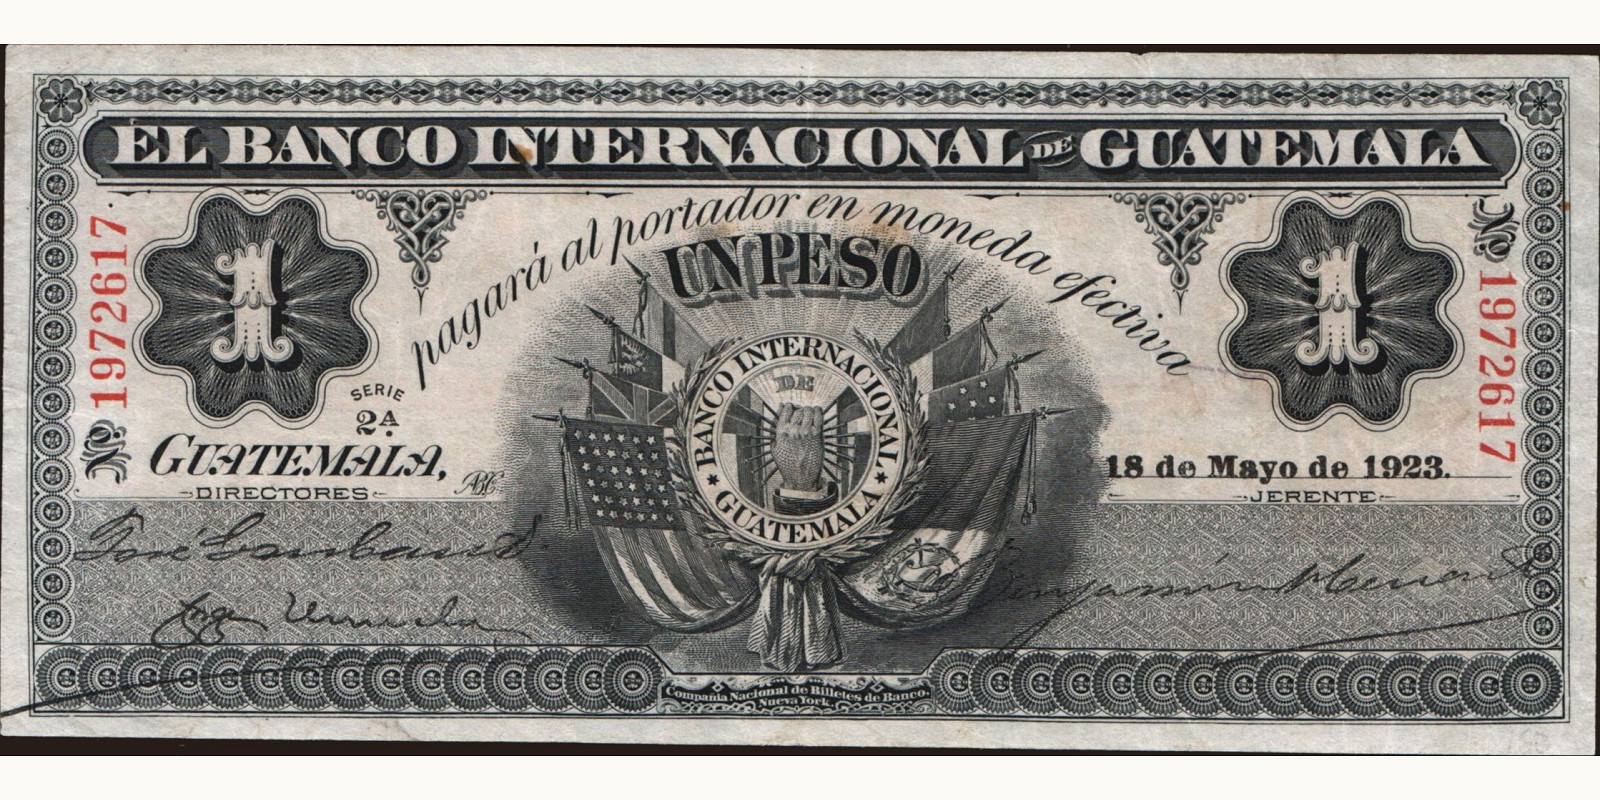 EL BANCO INTERNACIONAL DE GUATEMALA
pagará al portador en moneda efectiva
UN PESO
1
1
Nº 1972617
Nº 1972617
SERIE
2A
BANCO INTERNACIONAL
DE
GUATEMALA
GUATEMALA,
18 de Mayo de 1923.
DIRECTORES
JERENTE
Compañia Nacional de Billetes de Banco,
Nueva York.